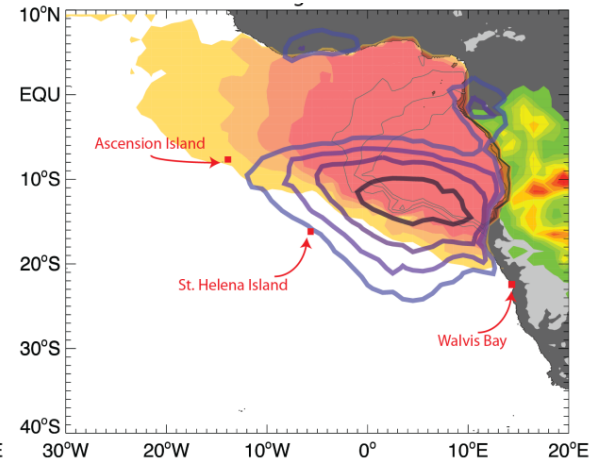 10°N
EQU
Ascension Island
10°S
St. Helena Island
20°S
Walvis Bay
30°S
40°S
E 30°W 20°W 10°W 0° 10°E 20°E